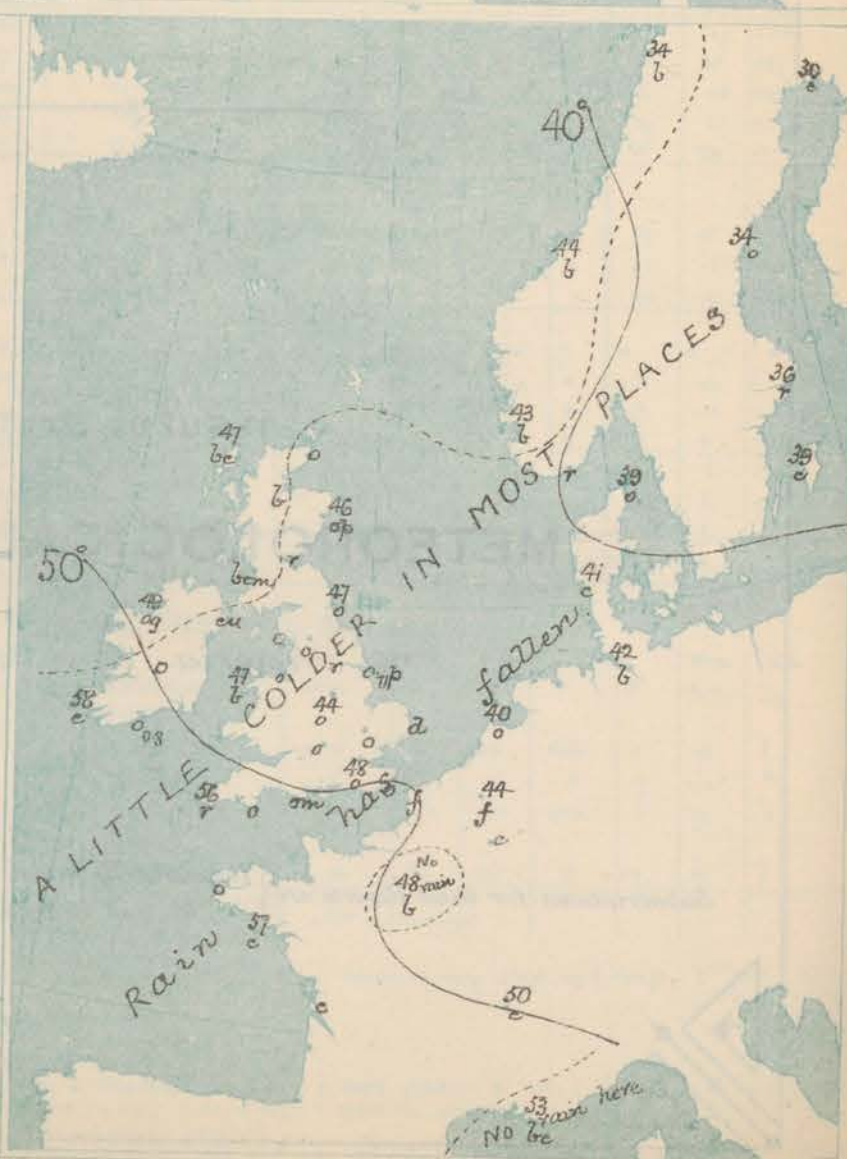 34
b
30
c
40°
44
b
34
o
36
r
43
b
47
bc
o
b
46
op
r
39
o
39
c
r
50°
bcm
49
og
cu
47
o
41
c
o
o
o
r
o
42
b
47
b
58
c
44
o
40
o
og
d
o
o
48
o
56
r
o
om
f
44
f
c
No
48 rain
b
o
57
c
50
c
c
53
bc
No rain here
A LITTLE COLDER IN MOST PLACES
Rain has fallen
METEOROLOGIC